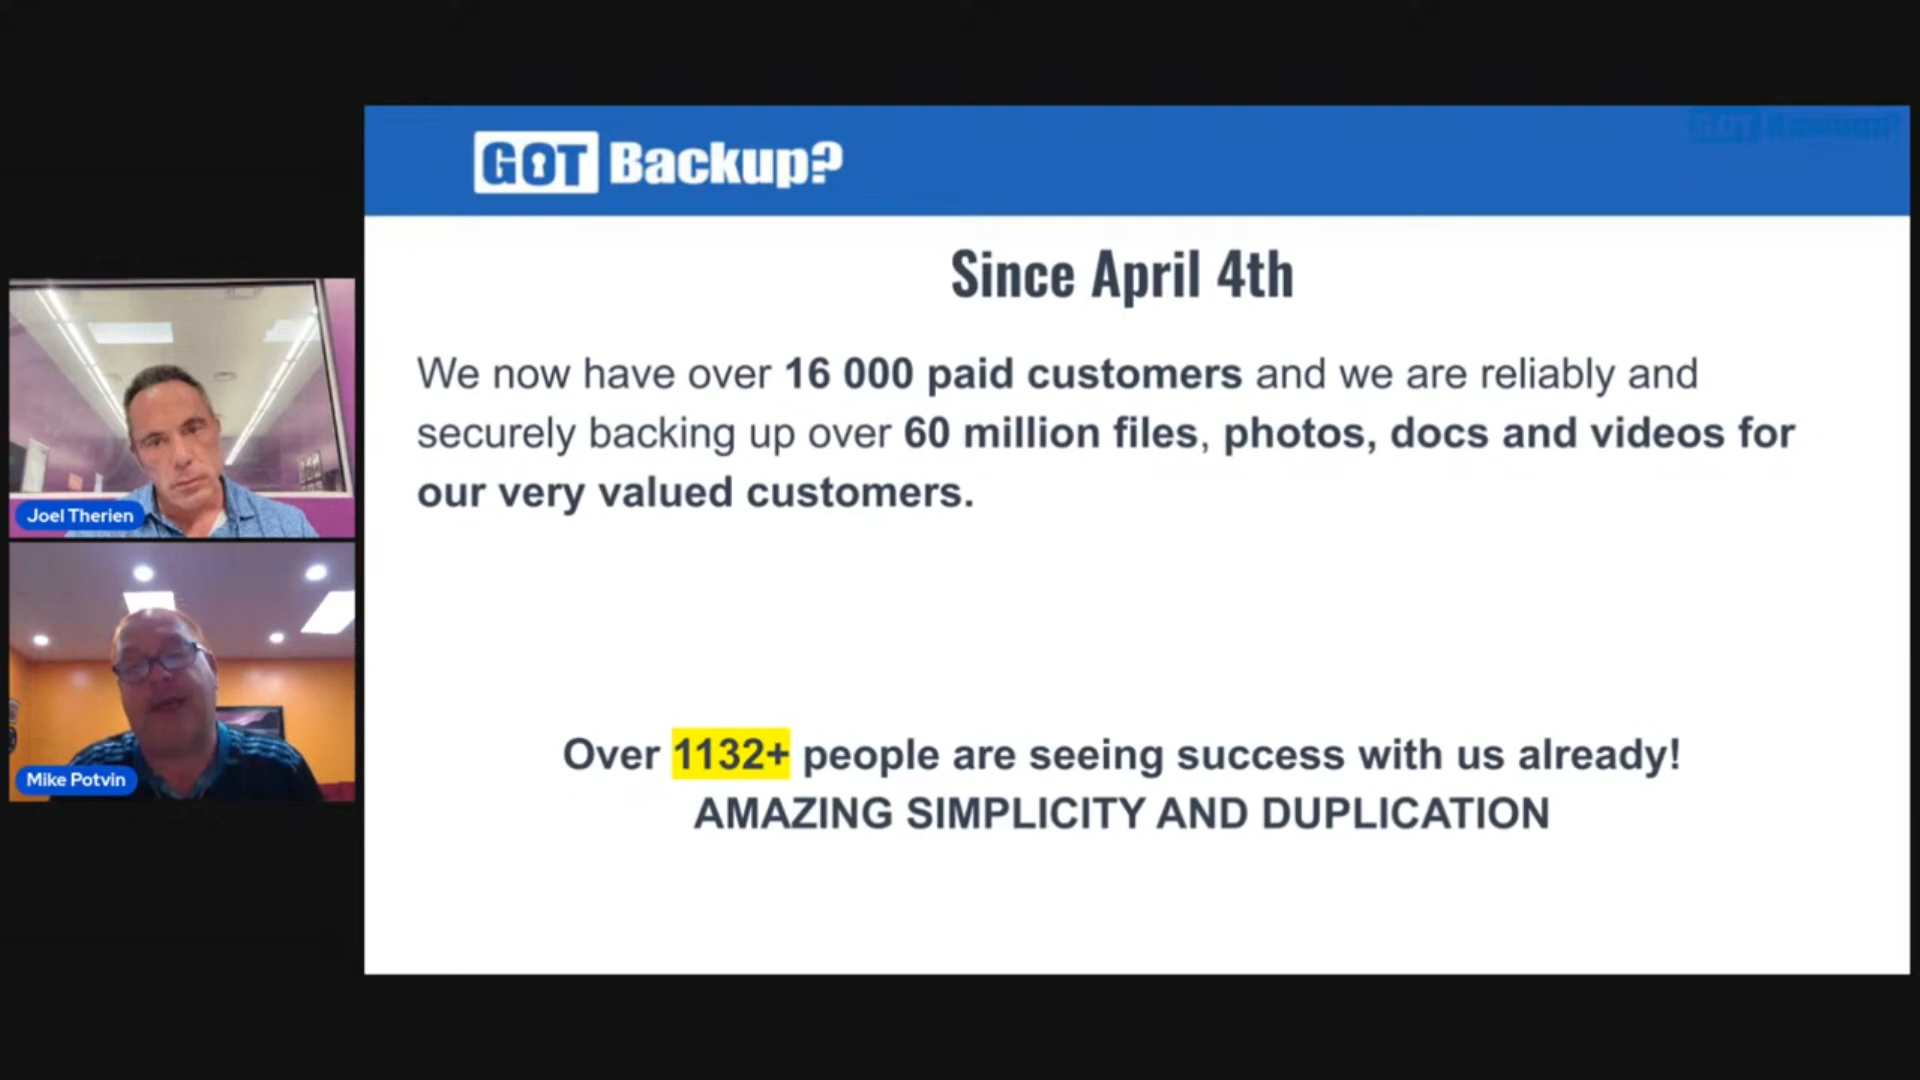 GOT Backup?
Since April 4th
We now have over 16 000 paid customers and we are reliably and
securely backing up over 60 million files, photos, docs and videos for
our very valued customers.
Over 1132+ people are seeing success with us already!
AMAZING SIMPLICITY AND DUPLICATION
Joel Therien
Mike Potvin
GOT Backup?